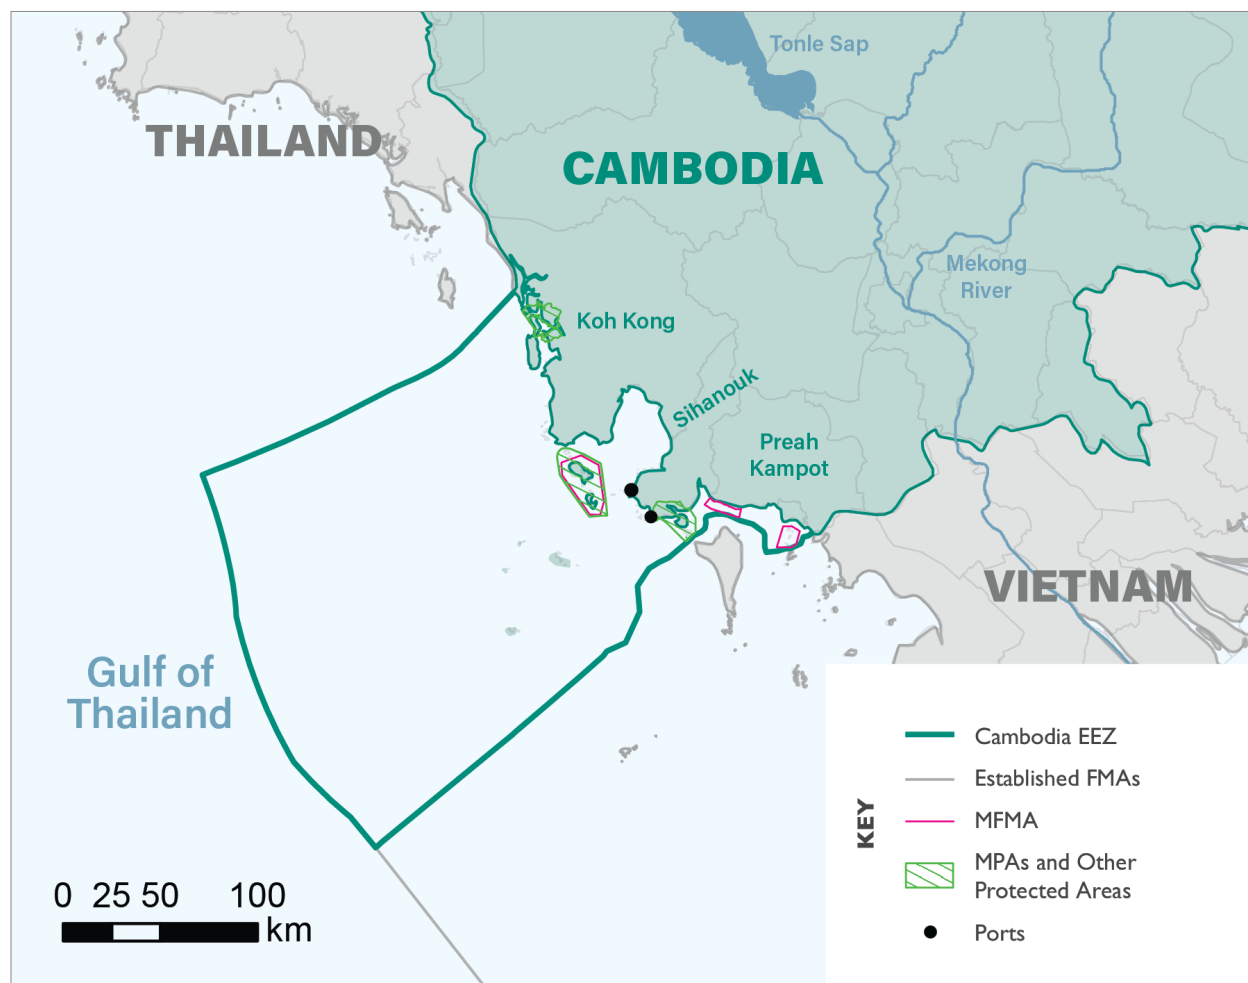 Tonle Sap
THAILAND
CAMBODIA
Mekong
River
Koh Kong
Sihanouk
Preah
Kampot
VIETNAM
Gulf of
Thailand
KEY
Cambodia EEZ
Established FMAs
MFMA
MPAs and Other
Protected Areas
Ports
0 25 50 100
km